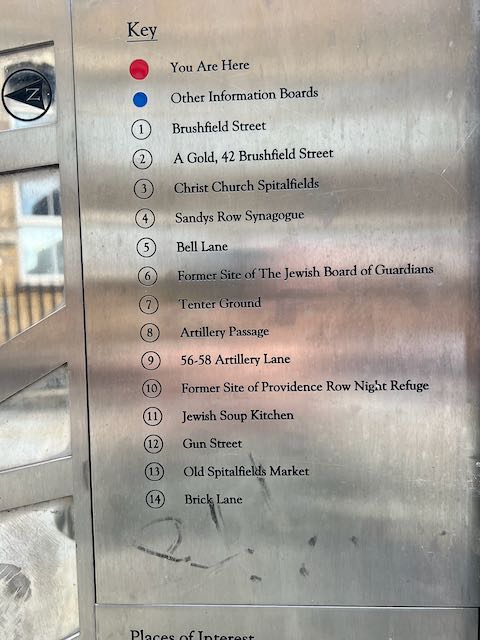 Key
You Are Here
Other Information Boards
1 Brushfield Street
2 A Gold, 42 Brushfield Street
3 Christ Church Spitalfields
4 Sandys Row Synagogue
5 Bell Lane
6 Former Site of The Jewish Board of Guardians
7 Tenter Ground
8 Artillery Passage
9 56-58 Artillery Lane
10 Former Site of Providence Row Night Refuge
11 Jewish Soup Kitchen
12 Gun Street
13 Old Spitalfields Market
14 Brick Lane
Places of Interest
N